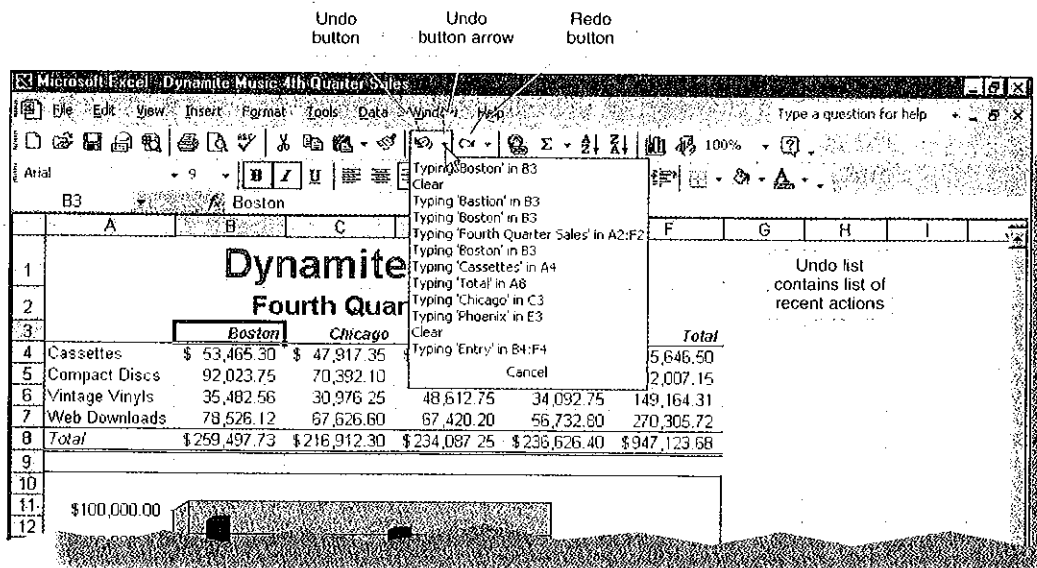 Undo button
Undo button arrow
Redo button
Microsoft Excel - Dynamite Music 4th Quarter Sales
File Edit View Insert Format Tools Data Window Help
Type a question for help
100%
Arial
9
B I U
B3
fx Boston
A B C F G H I
1 Dynamite
2 Fourth Quar
3 Boston Chicago Total
4 Cassettes $ 53,465.30 $ 47,917.35 5,646.50
5 Compact Discs 92,023.75 70,392.10 2,007.15
6 Vintage Vinyls 35,482.56 30,976.25 48,612.75 34,092.75 149,164.31
7 Web Downloads 78,526.12 67,626.60 67,420.20 56,732.80 270,305.72
8 Total $259,497.73 $216,912.30 $234,087.25 $236,626.40 $947,123.68
9
10
11 $100,000.00
12
Typing 'Boston' in B3
Clear
Typing 'Bastion' in B3
Typing 'Boston' in B3
Typing 'Fourth Quarter Sales' in A2:F2
Typing 'Boston' in B3
Typing 'Cassettes' in A4
Typing 'Total' in A8
Typing 'Chicago' in C3
Typing 'Phoenix' in E3
Clear
Typing 'Entry' in B4:F4
Cancel
Undo list
contains list of
recent actions